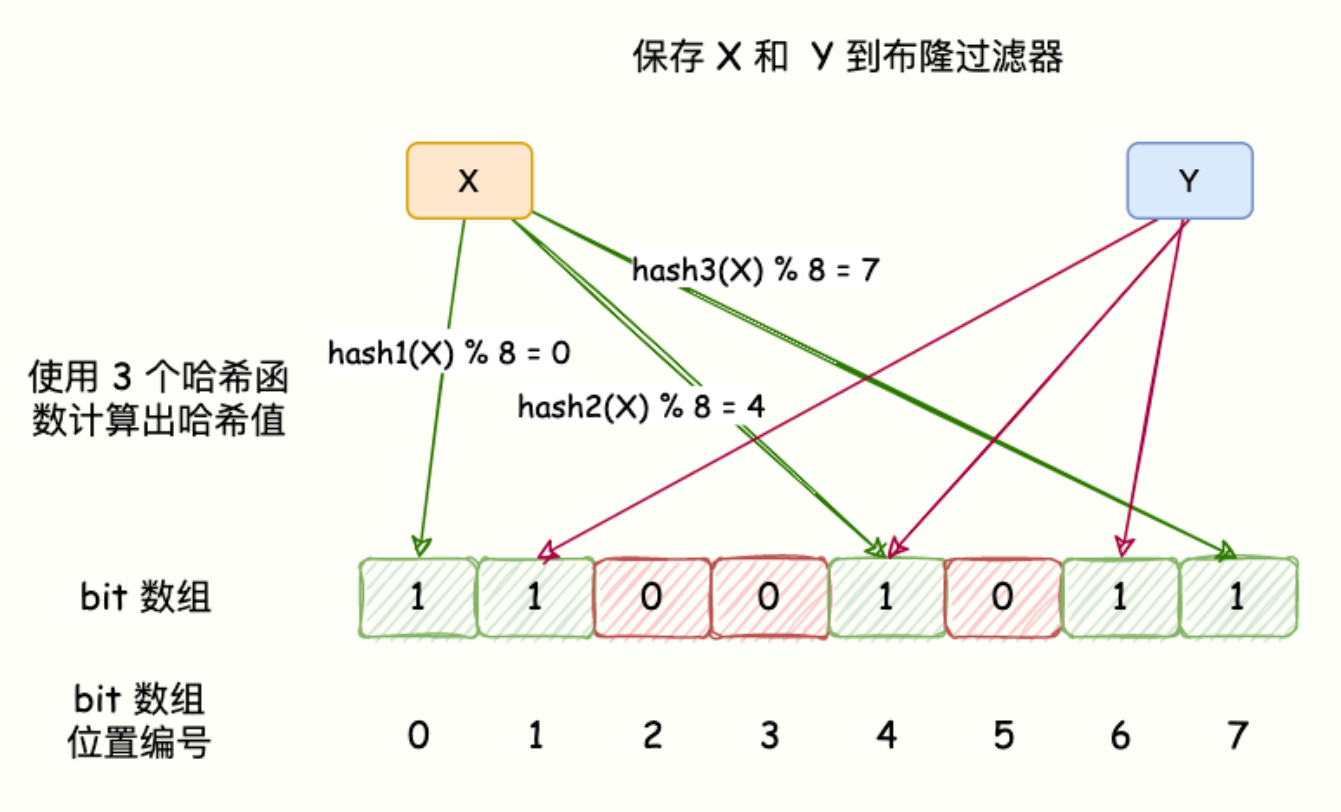 保存 X 和 Y 到布隆过滤器
X
Y
hash3(X) % 8 = 7
hash1(X) % 8 = 0
hash2(X) % 8 = 4
使用 3 个哈希函
数计算出哈希值
bit 数组
1 1 0 0 1 0 1 1
bit 数组
位置编号
0 1 2 3 4 5 6 7